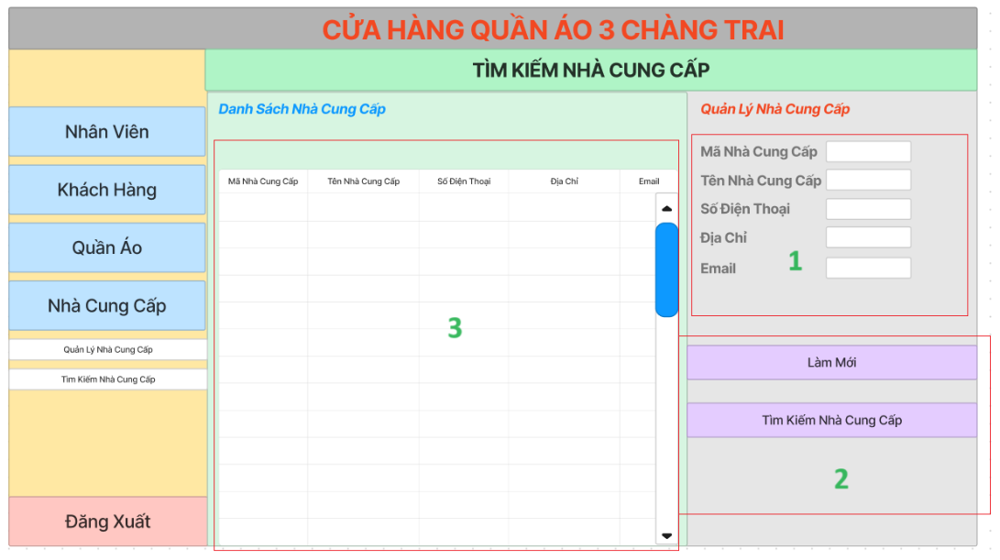 CỬA HÀNG QUẦN ÁO 3 CHÀNG TRAI
TÌM KIẾM NHÀ CUNG CẤP
Nhân Viên
Khách Hàng
Quần Áo
Nhà Cung Cấp
Quản Lý Nhà Cung Cấp
Tìm Kiếm Nhà Cung Cấp
Đăng Xuất
Danh Sách Nhà Cung Cấp
Mã Nhà Cung Cấp Tên Nhà Cung Cấp Số Điện Thoại Địa Chỉ Email
3
Quản Lý Nhà Cung Cấp
Mã Nhà Cung Cấp
Tên Nhà Cung Cấp
Số Điện Thoại
Địa Chỉ
Email
1
Làm Mới
Tìm Kiếm Nhà Cung Cấp
2